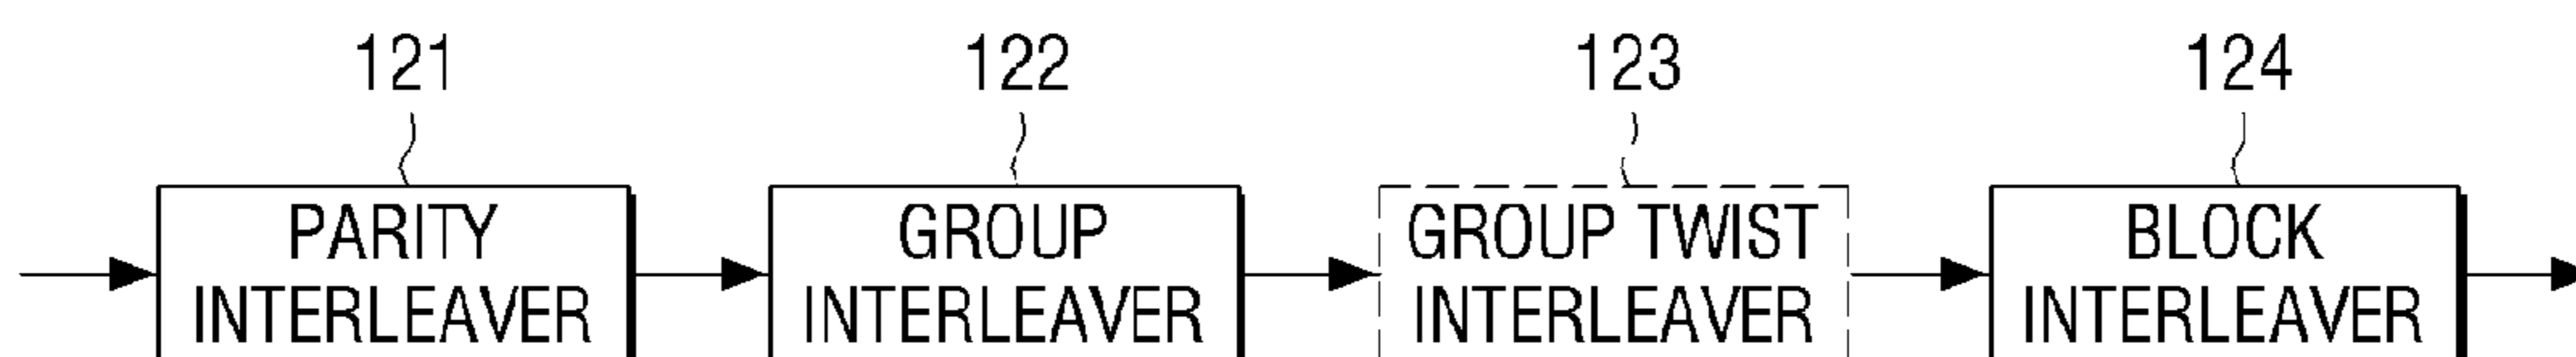 121
122
123
124
PARITY
INTERLEAVER
GROUP
INTERLEAVER
GROUP TWIST
INTERLEAVER
BLOCK
INTERLEAVER